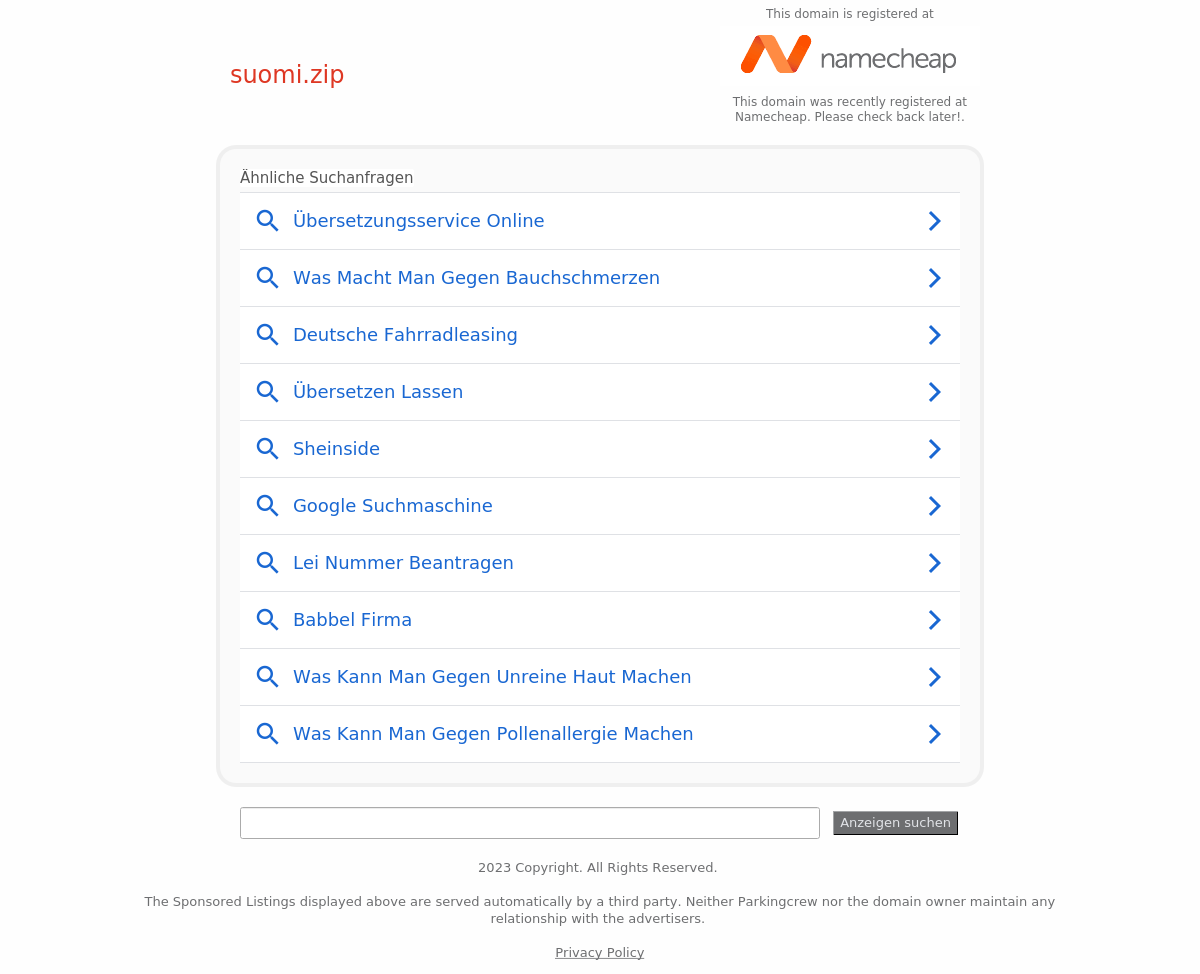 This domain is registered at
suomi.zip
namecheap
This domain was recently registered at
Namecheap. Please check back later!.
Ähnliche Suchanfragen
Übersetzungsservice Online
Was Macht Man Gegen Bauchschmerzen
Deutsche Fahrradleasing
Übersetzen Lassen
Sheinside
Google Suchmaschine
Lei Nummer Beantragen
Babbel Firma
Was Kann Man Gegen Unreine Haut Machen
Was Kann Man Gegen Pollenallergie Machen
Anzeigen suchen
2023 Copyright. All Rights Reserved.
The Sponsored Listings displayed above are served automatically by a third party. Neither Parkingcrew nor the domain owner maintain any
relationship with the advertisers.
Privacy Policy